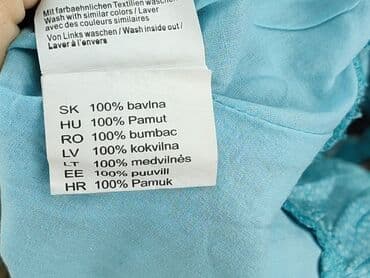 Mit farbaehnlichen Textilien waschen
Wash with similar colors / Laver
avec des couleurs similaires
Von Links waschen / Wash inside out /
Laver à l'envers
SK 100% bavlna
HU 100% Pamut
RO 100% bumbac
LV 100% kokvilna
LT 100% medvilnės
EE 100% puuvill
HR 100% Pamuk